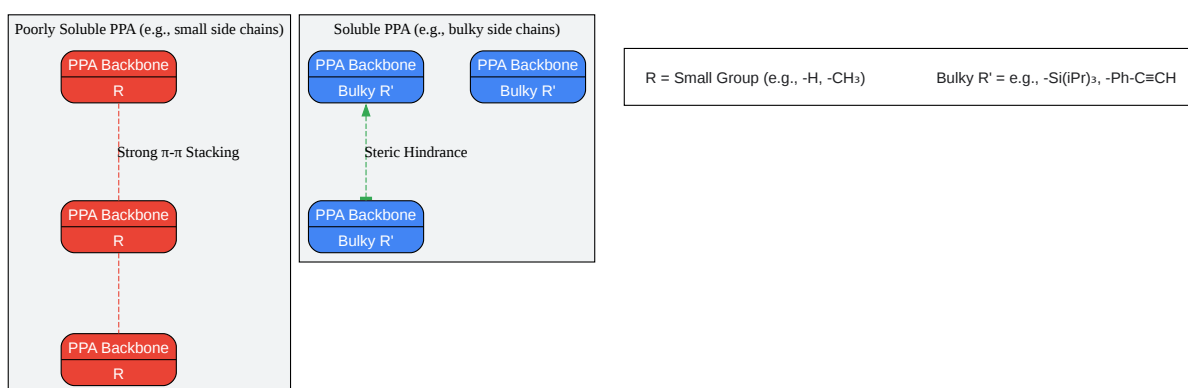 Poorly Soluble PPA (e.g., small side chains)
PPA Backbone
R
Strong π-π Stacking
PPA Backbone
R
PPA Backbone
R
Soluble PPA (e.g., bulky side chains)
PPA Backbone
Bulky R'
PPA Backbone
Bulky R'
Steric Hindrance
PPA Backbone
Bulky R'
R = Small Group (e.g., -H, -CH₃)
Bulky R' = e.g., -Si(iPr)₃, -Ph-C≡CH